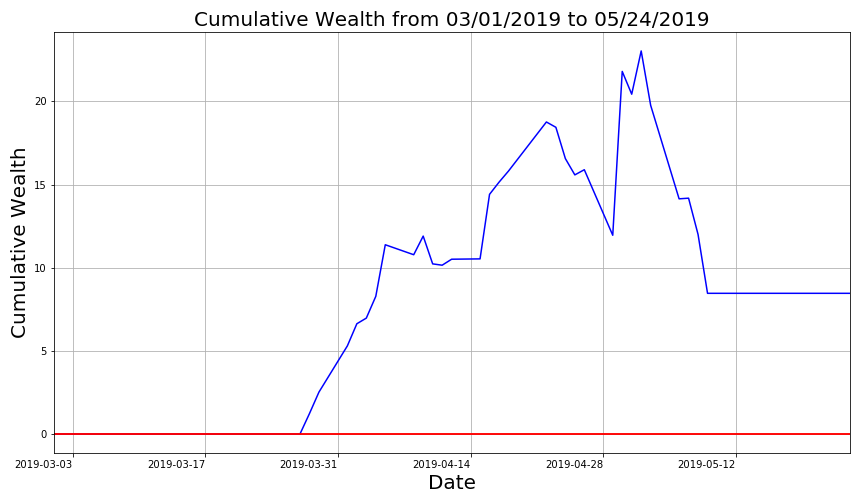 Cumulative Wealth from 03/01/2019 to 05/24/2019
Cumulative Wealth
20
15
10
5
0
2019-03-03 2019-03-17 2019-03-31 2019-04-14 2019-04-28 2019-05-12
Date